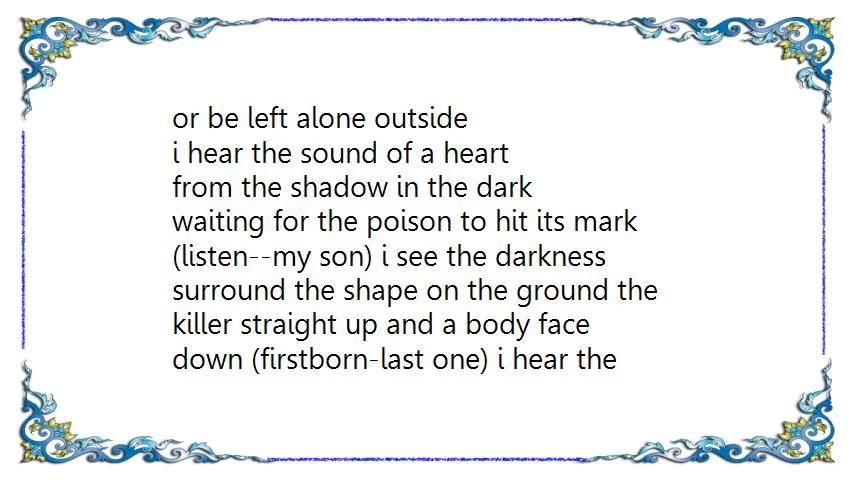 or be left alone outside
i hear the sound of a heart
from the shadow in the dark
waiting for the poison to hit its mark
(listen--my son) i see the darkness
surround the shape on the ground the
killer straight up and a body face
down (firstborn-last one) i hear the